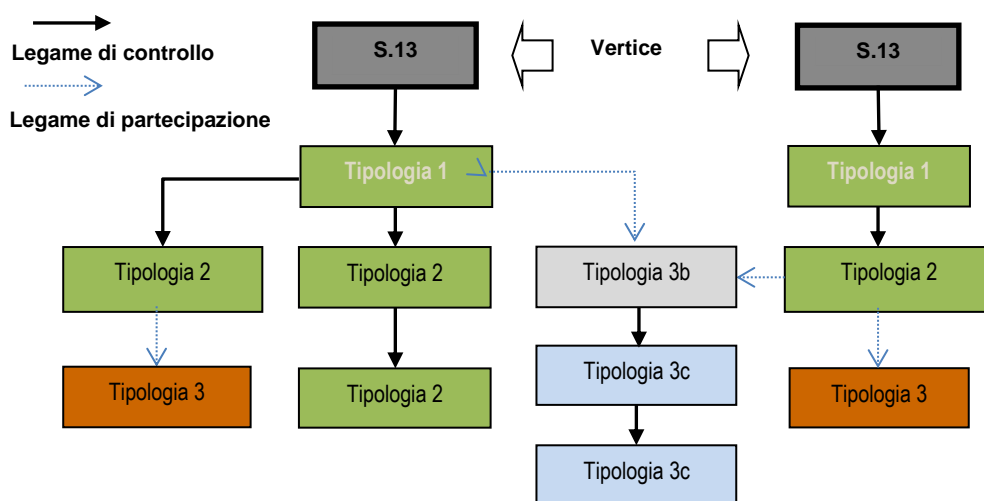 Legame di controllo
Legame di partecipazione
S.13
Vertice
S.13
Tipologia 1
Tipologia 1
Tipologia 2
Tipologia 2
Tipologia 3b
Tipologia 2
Tipologia 3
Tipologia 2
Tipologia 3c
Tipologia 3
Tipologia 3c